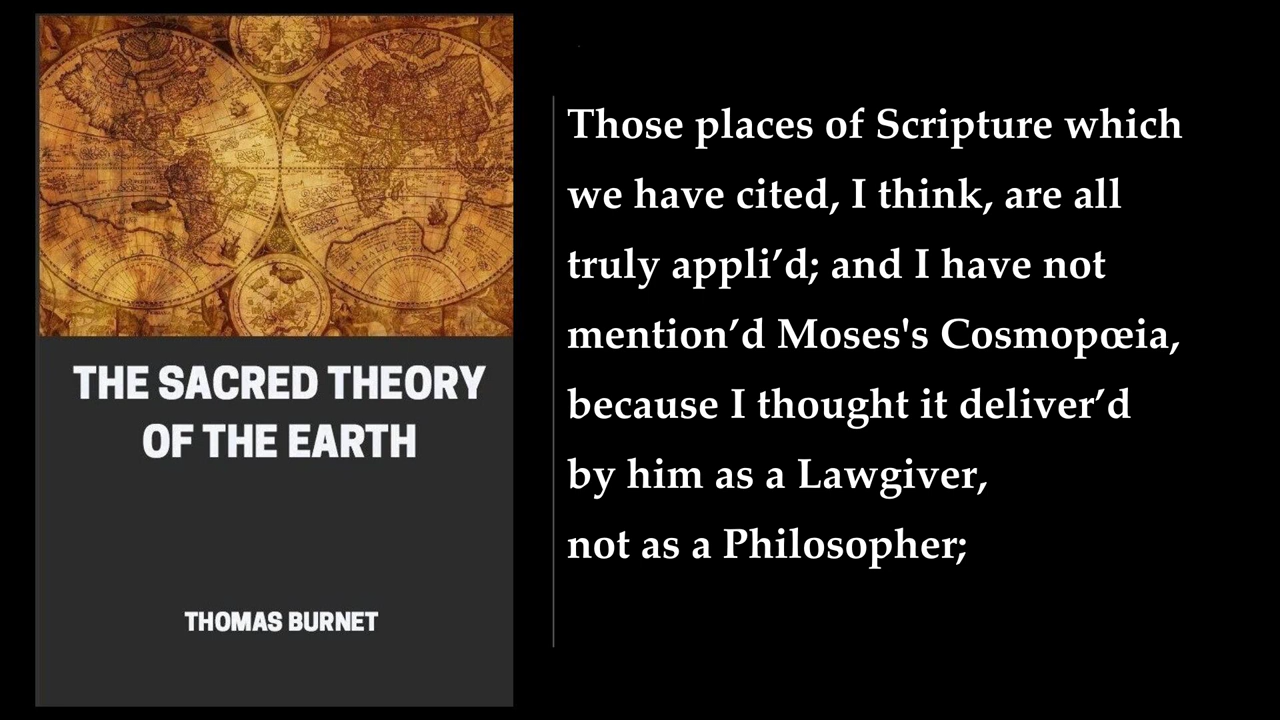 THE SACRED THEORY
OF THE EARTH
THOMAS BURNET
Those places of Scripture which
we have cited, I think, are all
truly appli’d; and I have not
mention’d Moses's Cosmopœia,
because I thought it deliver’d
by him as a Lawgiver,
not as a Philosopher;